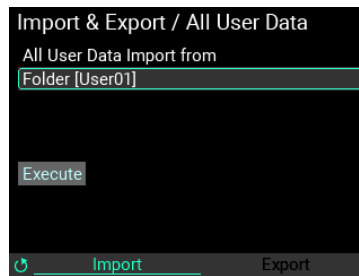 Import & Export / All User Data
All User Data Import from
Folder [User01]
Execute
Import Export